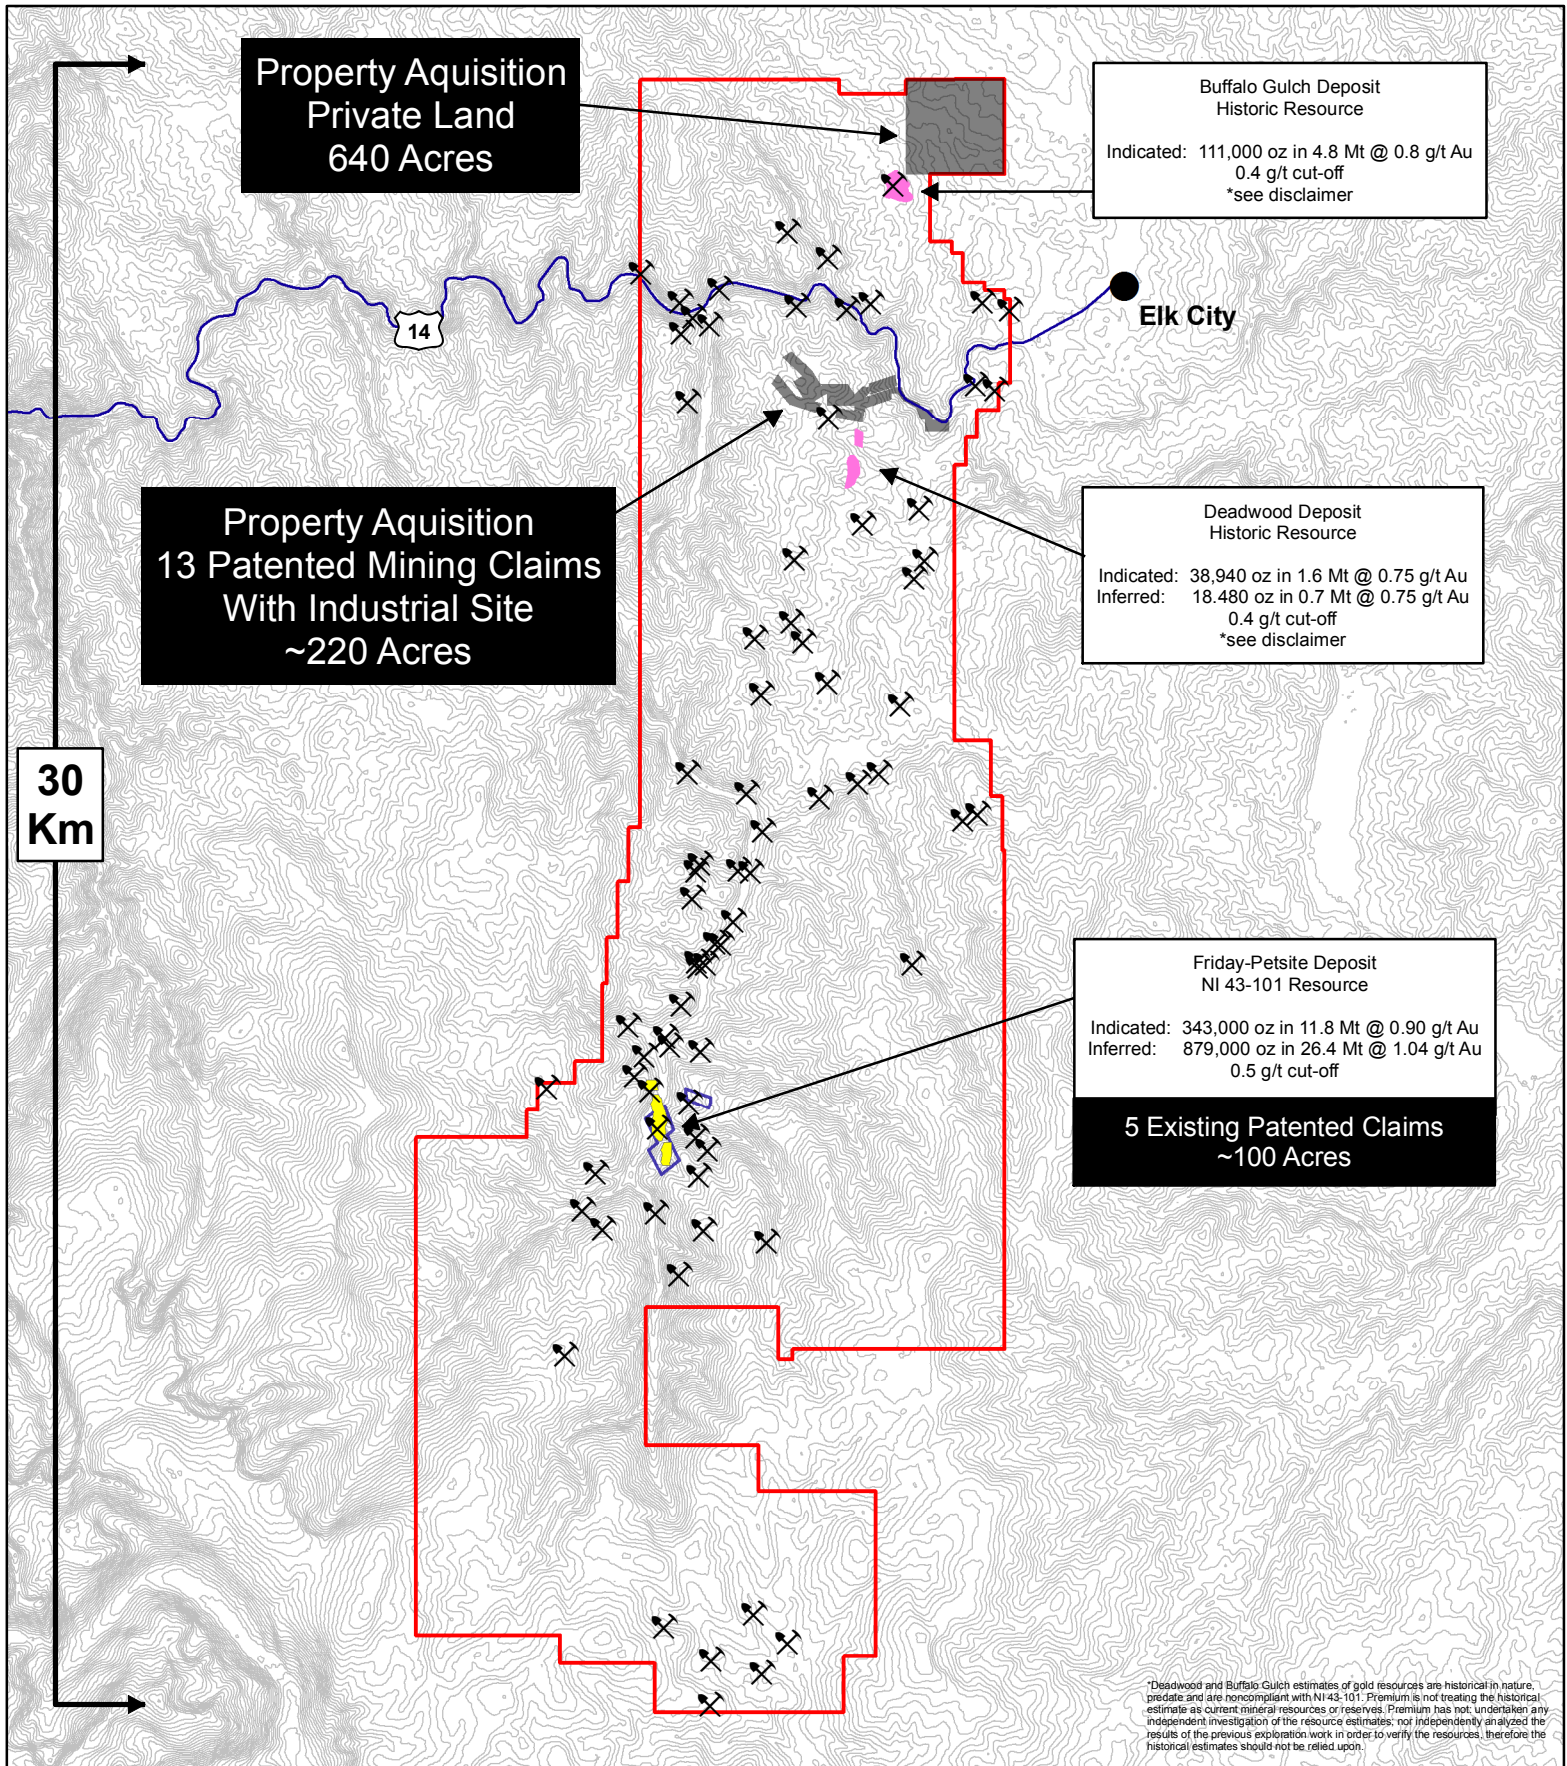 Property Aquisition
Private Land
640 Acres
Buffalo Gulch Deposit
Historic Resource
Indicated: 111,000 oz in 4.8 Mt @ 0.8 g/t Au
0.4 g/t cut-off
*see disclaimer
14
Elk City
Property Aquisition
13 Patented Mining Claims
With Industrial Site
~220 Acres
Deadwood Deposit
Historic Resource
Indicated: 38,940 oz in 1.6 Mt @ 0.75 g/t Au
Inferred: 18.480 oz in 0.7 Mt @ 0.75 g/t Au
0.4 g/t cut-off
*see disclaimer
30
Km
Friday-Petsite Deposit
NI 43-101 Resource
Indicated: 343,000 oz in 11.8 Mt @ 0.90 g/t Au
Inferred: 879,000 oz in 26.4 Mt @ 1.04 g/t Au
0.5 g/t cut-off
5 Existing Patented Claims
~100 Acres
*Deadwood and Buffalo Gulch estimates of gold resources are historical in nature,
predate and are noncompliant with NI 43-101. Premium is not treating the historical
estimate as current mineral resources or reserves. Premium has not: undertaken any
independent investigation of the resource estimates; nor independently analyzed the
results of the previous exploration work in order to verify the resources, therefore the
historical estimates should not be relied upon.